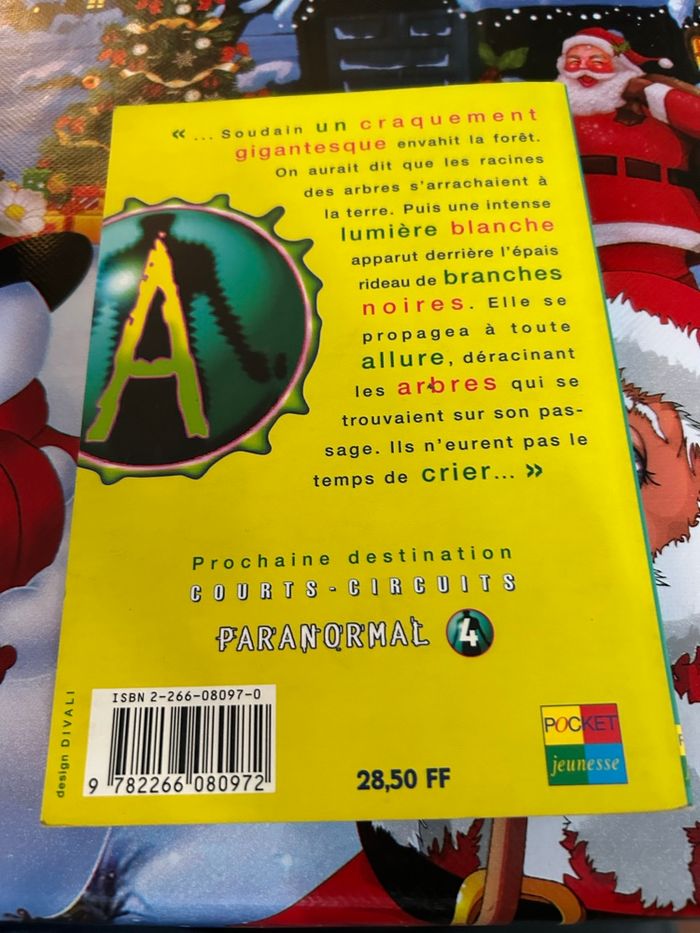 « ... Soudain un craquement
gigantesque envahit la forêt.
On aurait dit que les racines
des arbres s'arrachaient à
la terre. Puis une intense
lumière blanche
apparut derrière l'épais
rideau de branches
noires. Elle se
propagea à toute
allure, déracinant
les arbres qui se
trouvaient sur son pas-
sage. Ils n'eurent pas le
temps de crier... »
A
Prochaine destination
COURTS-CIRCUITS
PARANORMAL 4
design DIVALI
ISBN 2-266-08097-0
9 782266 080972
28,50 FF
POCKET
jeunesse